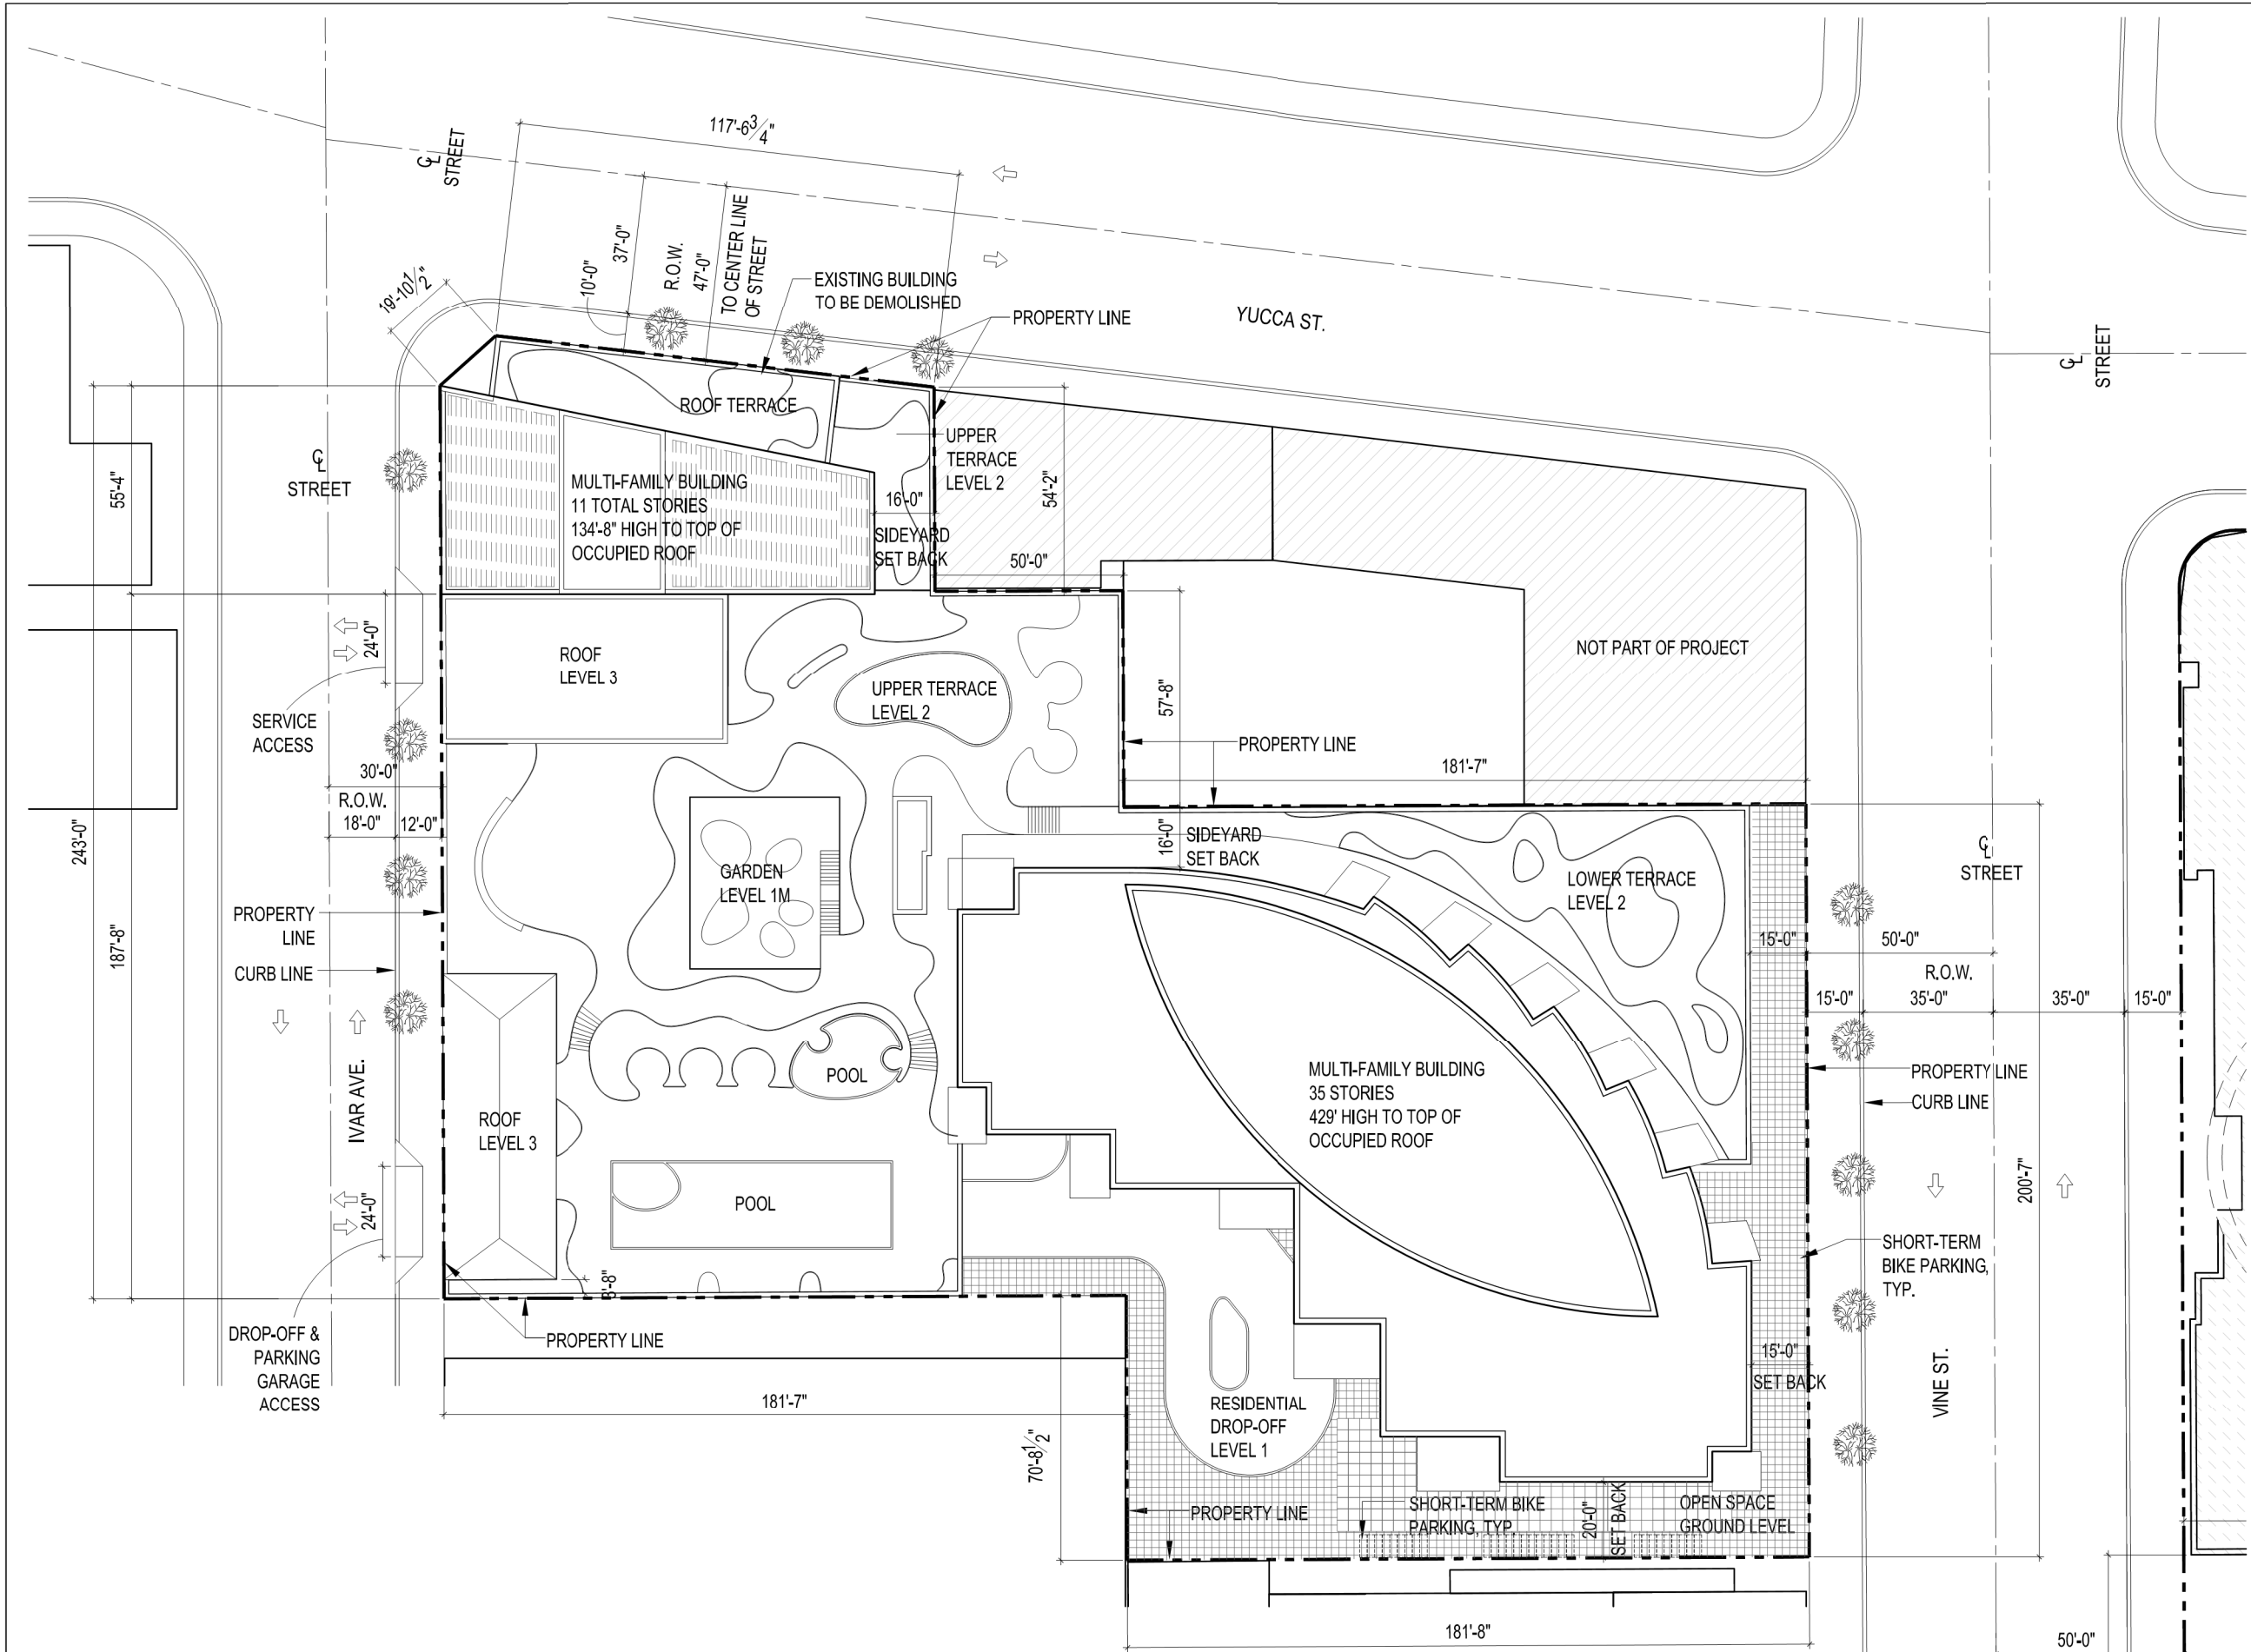 117'-6 3/4"
℄
STREET
19'-10 1/2"
10'-0"
37'-0"
R.O.W.
47'-0"
TO CENTER LINE
OF STREET
EXISTING BUILDING
TO BE DEMOLISHED
PROPERTY LINE
YUCCA ST.
℄
STREET
ROOF TERRACE
UPPER
TERRACE
LEVEL 2
54'-2"
℄
STREET
55'-4"
MULTI-FAMILY BUILDING
11 TOTAL STORIES
134'-8" HIGH TO TOP OF
OCCUPIED ROOF
16'-0"
SIDEYARD
SET BACK
50'-0"
24'-0"
ROOF
LEVEL 3
UPPER TERRACE
LEVEL 2
57'-8"
NOT PART OF PROJECT
SERVICE
ACCESS
PROPERTY LINE
181'-7"
30'-0"
R.O.W.
18'-0"
12'-0"
243'-0"
187'-8"
GARDEN
LEVEL 1M
16'-0"
SIDEYARD
SET BACK
LOWER TERRACE
LEVEL 2
℄
STREET
PROPERTY
LINE
CURB LINE
15'-0"
50'-0"
R.O.W.
15'-0"
35'-0"
35'-0"
15'-0"
POOL
MULTI-FAMILY BUILDING
35 STORIES
429' HIGH TO TOP OF
OCCUPIED ROOF
PROPERTY LINE
CURB LINE
IVAR AVE.
ROOF
LEVEL 3
POOL
24'-0"
200'-7"
SHORT-TERM
BIKE PARKING,
TYP.
DROP-OFF &
PARKING
GARAGE
ACCESS
PROPERTY LINE
15'-0"
SET BACK
VINE ST.
181'-7"
RESIDENTIAL
DROP-OFF
LEVEL 1
70'-8 1/2"
PROPERTY LINE
SHORT-TERM BIKE
PARKING, TYP.
20'-0"
SET BACK
OPEN SPACE
GROUND LEVEL
181'-8"
50'-0"